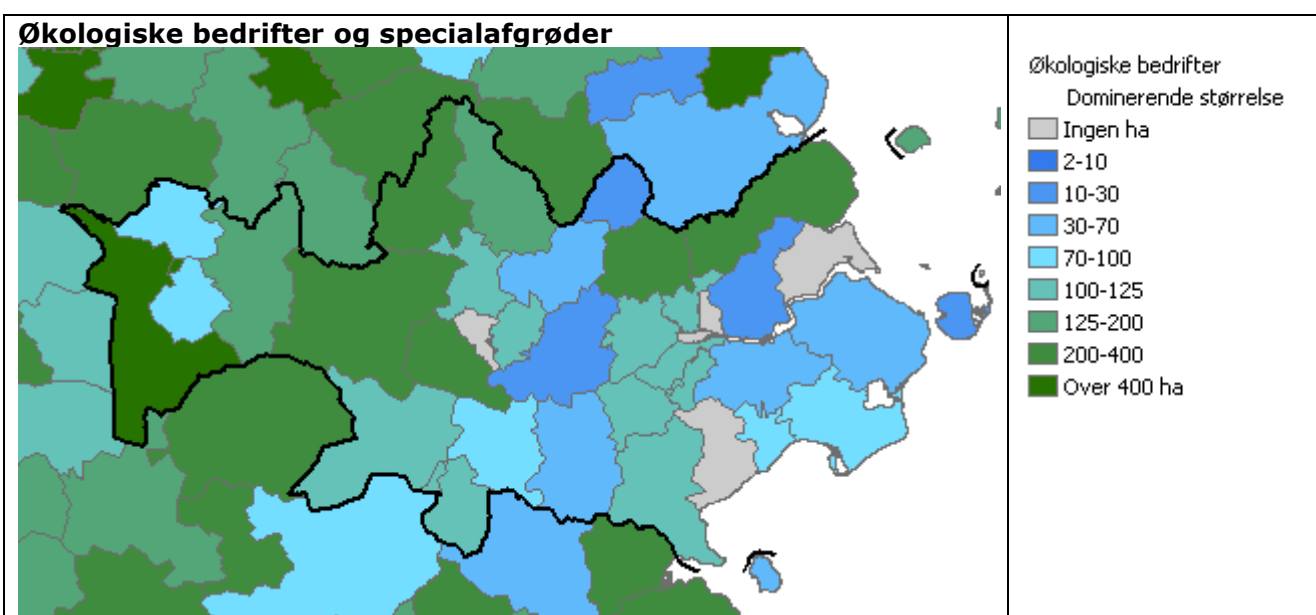 Økologiske bedrifter og specialafgrøder
Økologiske bedrifter
Dominerende størrelse
Ingen ha
2-10
10-30
30-70
70-100
100-125
125-200
200-400
Over 400 ha